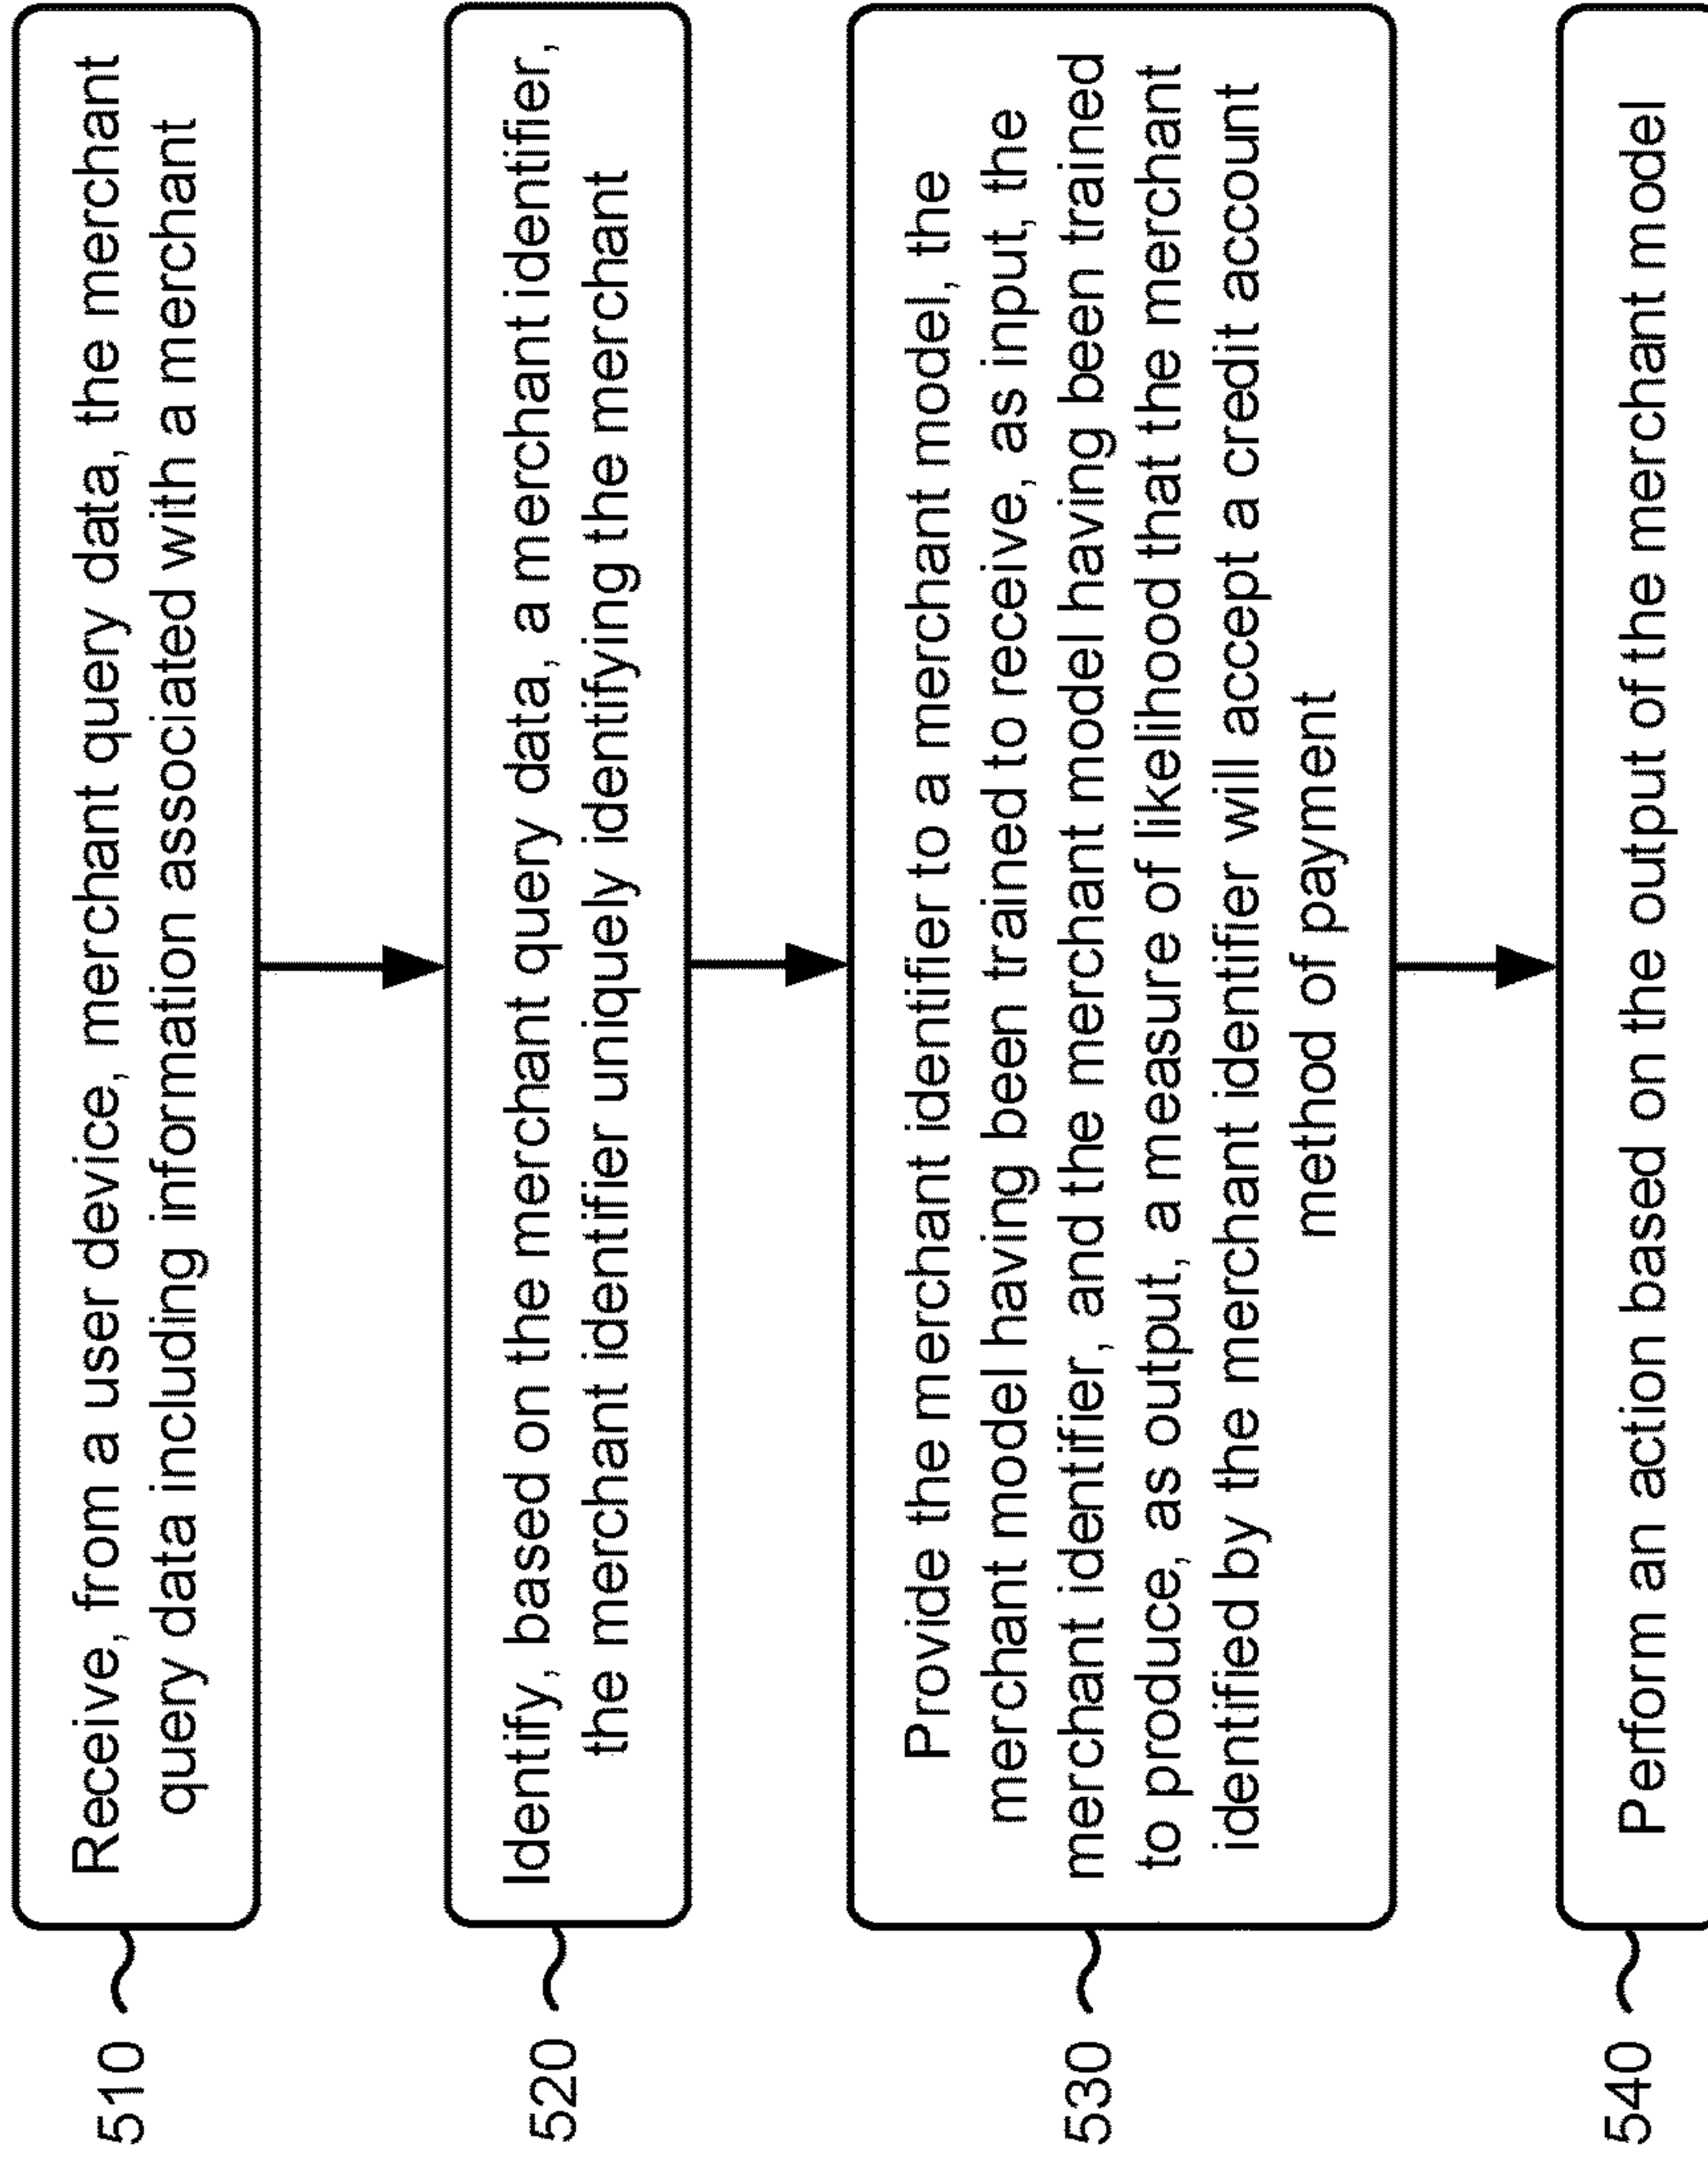 510
Receive, from a user device, merchant query data, the merchant
query data including information associated with a merchant
520
Identify, based on the merchant query data, a merchant identifier,
the merchant identifier uniquely identifying the merchant
530
Provide the merchant identifier to a merchant model, the
merchant model having been trained to receive, as input, the
merchant identifier, and the merchant model having been trained
to produce, as output, a measure of likelihood that the merchant
identified by the merchant identifier will accept a credit account
method of payment
540
Perform an action based on the output of the merchant model